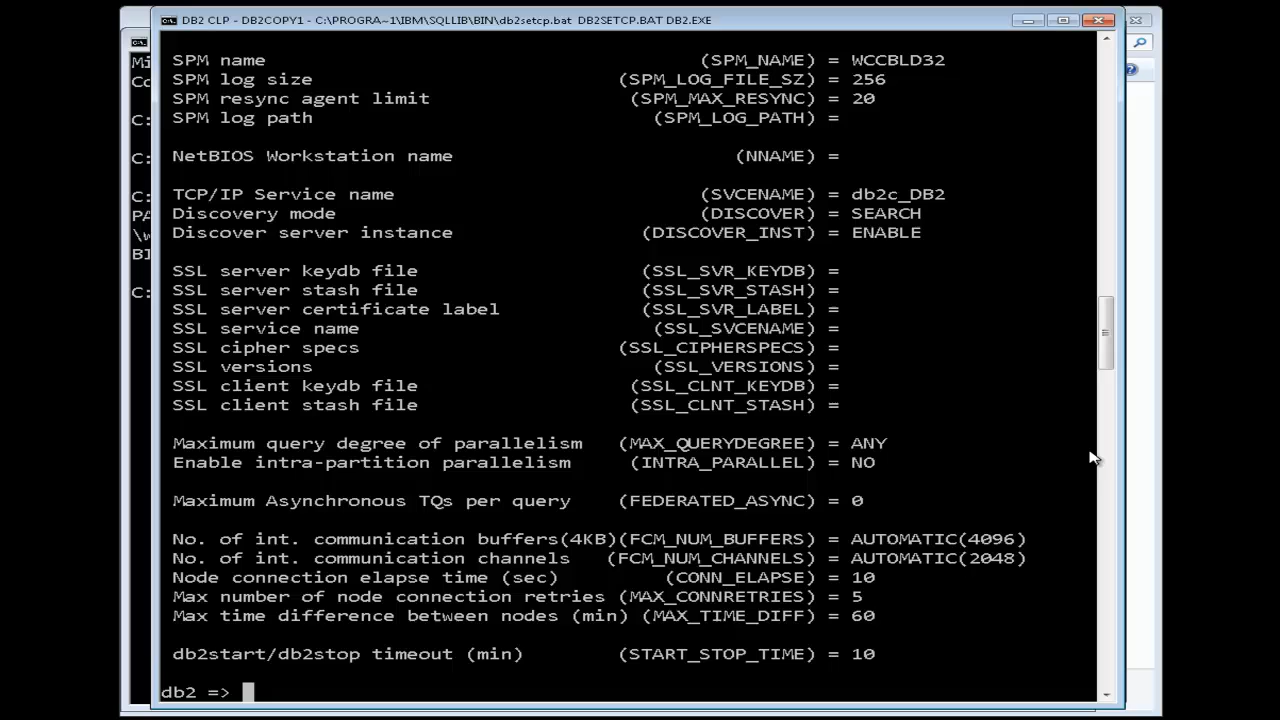 DB2 CLP - DB2COPY1 - C:\PROGRA~1\IBM\SQLLIB\BIN\db2setcp.bat DB2SETCP.BAT DB2.EXE
Mi
Co
C:
C:
C:
PA
\w
BI
C:
SPM name (SPM_NAME) = WCCBLD32
SPM log size (SPM_LOG_FILE_SZ) = 256
SPM resync agent limit (SPM_MAX_RESYNC) = 20
SPM log path (SPM_LOG_PATH) =
NetBIOS Workstation name (NNAME) =
TCP/IP Service name (SVCENAME) = db2c_DB2
Discovery mode (DISCOVER) = SEARCH
Discover server instance (DISCOVER_INST) = ENABLE
SSL server keydb file (SSL_SVR_KEYDB) =
SSL server stash file (SSL_SVR_STASH) =
SSL server certificate label (SSL_SVR_LABEL) =
SSL service name (SSL_SVCENAME) =
SSL cipher specs (SSL_CIPHERSPECS) =
SSL versions (SSL_VERSIONS) =
SSL client keydb file (SSL_CLNT_KEYDB) =
SSL client stash file (SSL_CLNT_STASH) =
Maximum query degree of parallelism (MAX_QUERYDEGREE) = ANY
Enable intra-partition parallelism (INTRA_PARALLEL) = NO
Maximum Asynchronous TQs per query (FEDERATED_ASYNC) = 0
No. of int. communication buffers(4KB)(FCM_NUM_BUFFERS) = AUTOMATIC(4096)
No. of int. communication channels (FCM_NUM_CHANNELS) = AUTOMATIC(2048)
Node connection elapse time (sec) (CONN_ELAPSE) = 10
Max number of node connection retries (MAX_CONNRETRIES) = 5
Max time difference between nodes (min) (MAX_TIME_DIFF) = 60
db2start/db2stop timeout (min) (START_STOP_TIME) = 10
db2 =>